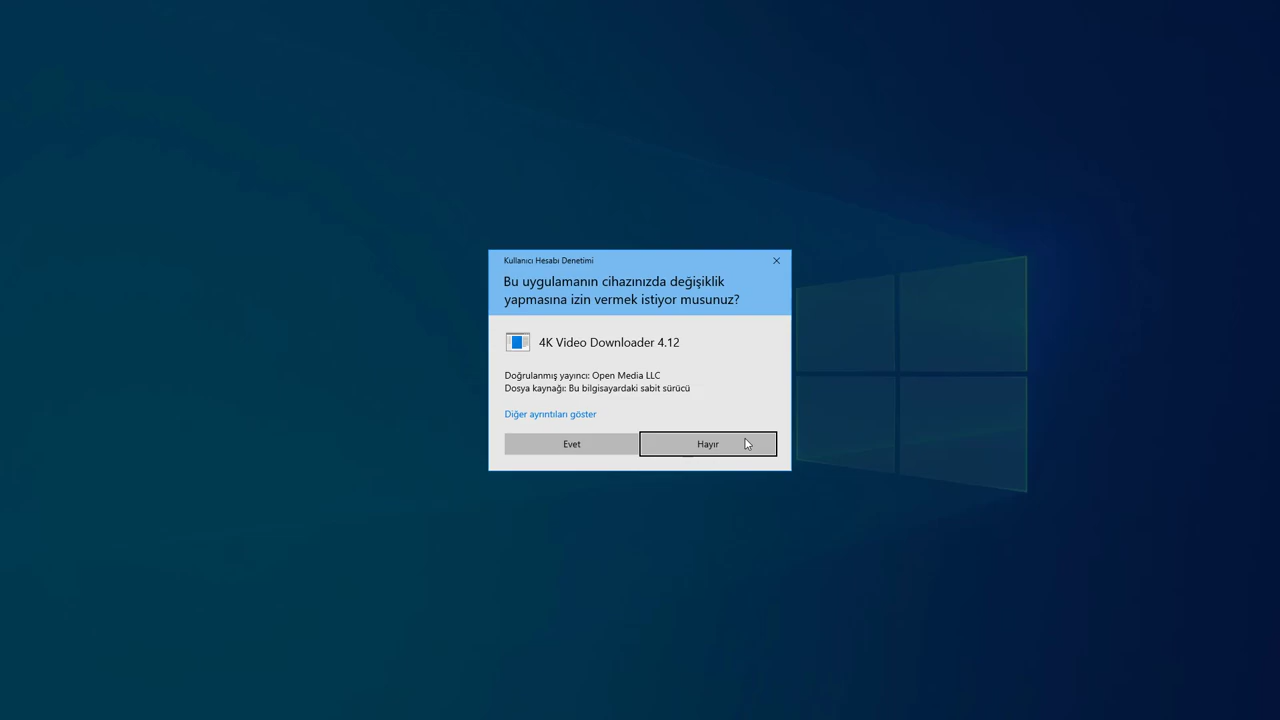 Kullanıcı Hesabı Denetimi
Bu uygulamanın cihazınızda değişiklik
yapmasına izin vermek istiyor musunuz?
4K Video Downloader 4.12
Doğrulanmış yayıncı: Open Media LLC
Dosya kaynağı: Bu bilgisayardaki sabit sürücü
Diğer ayrıntıları göster
Evet
Hayır